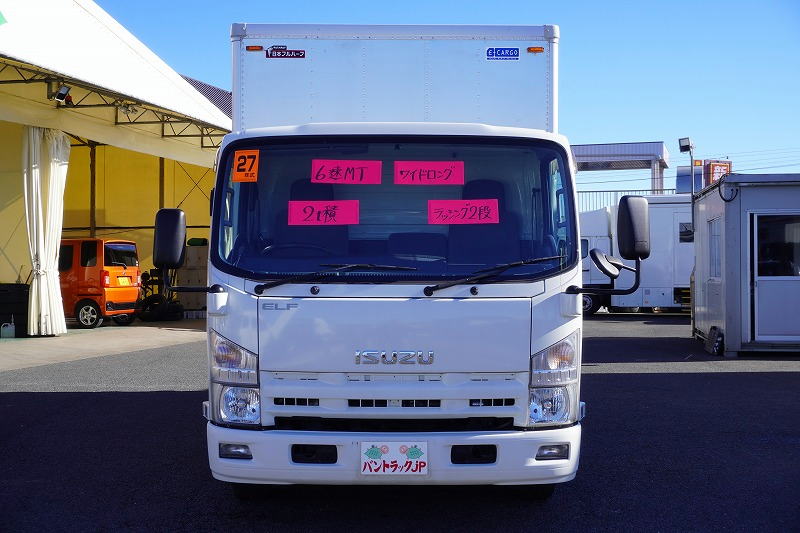 日本フルハーフ
E-CARGO
27
年式
6速MT
ワイドロング
2t積
ラッシング2段
ELF
ISUZU
バントラックJP